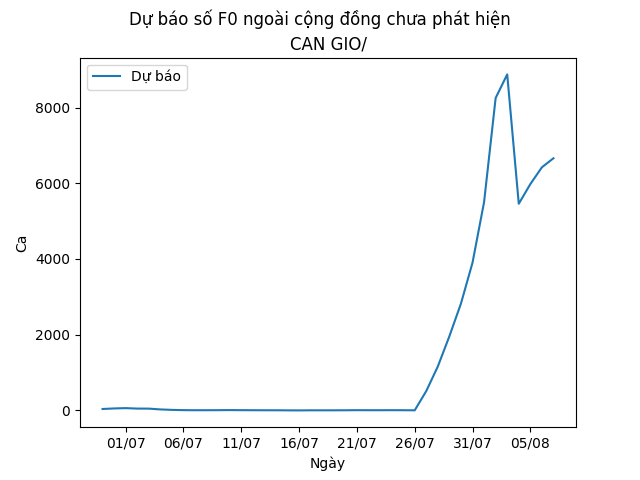 Dự báo số F0 ngoài cộng đồng chưa phát hiện
CAN GIO/
Dự báo
8000
6000
4000
2000
0
Ca
01/07 06/07 11/07 16/07 21/07 26/07 31/07 05/08
Ngày